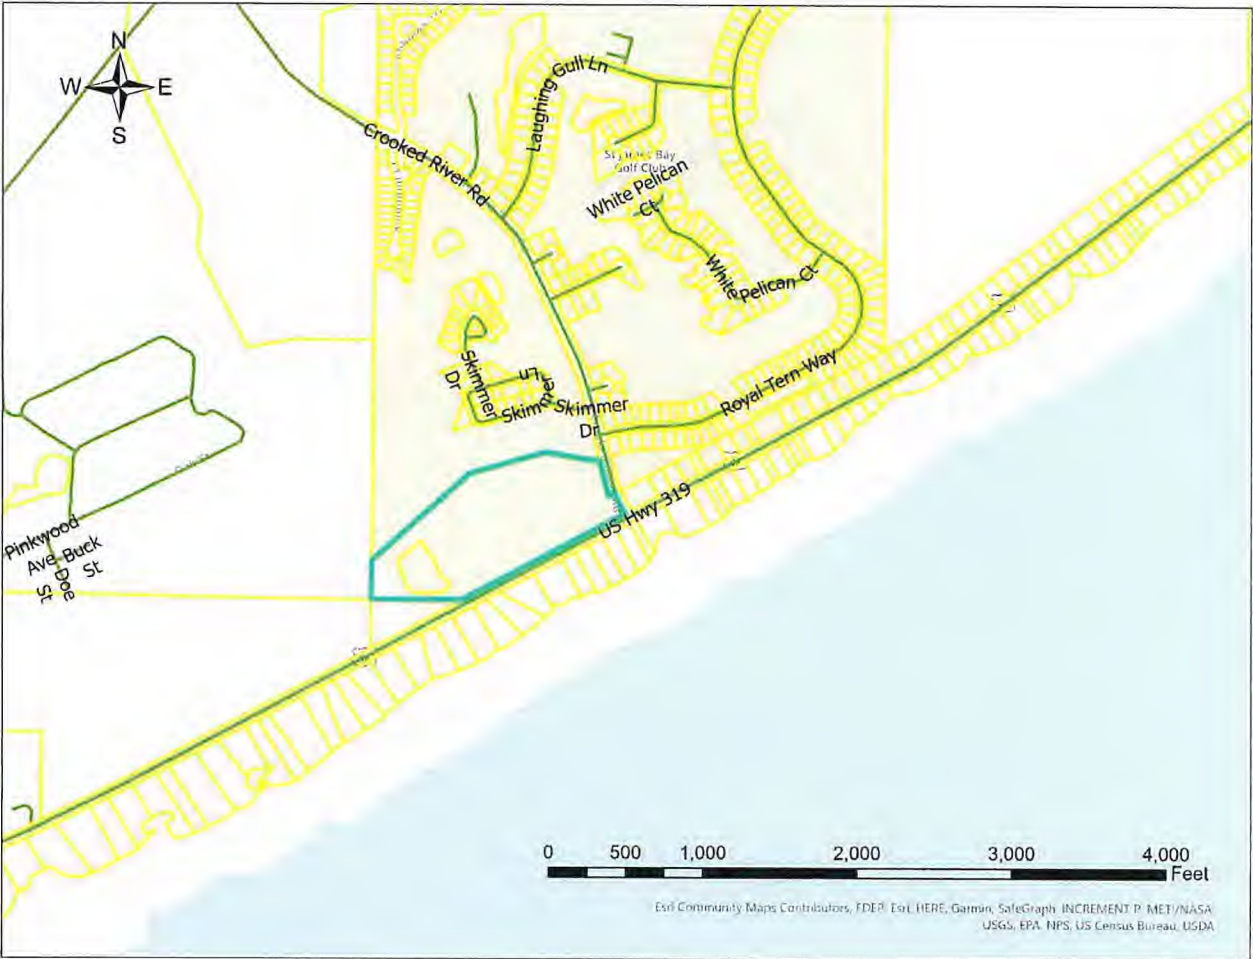 N
W E
S
Crooked River Rd
Laughing Gull Ln
Golf Club
White Pelican
Ct
White Pelican Ct
Skimmer
Dr
Skimmer
Ln
Skimmer
Dr
Royal Tern Way
US Hwy 319
Pinkwood
Ave
Buck
St
Doe
St
0 500 1,000 2,000 3,000 4,000
Feet
Esri Community Maps Contributors, FDEP, Esri, HERE, Garmin, SafeGraph, INCREMENT P, METI/NASA,
USGS, EPA, NPS, US Census Bureau, USDA